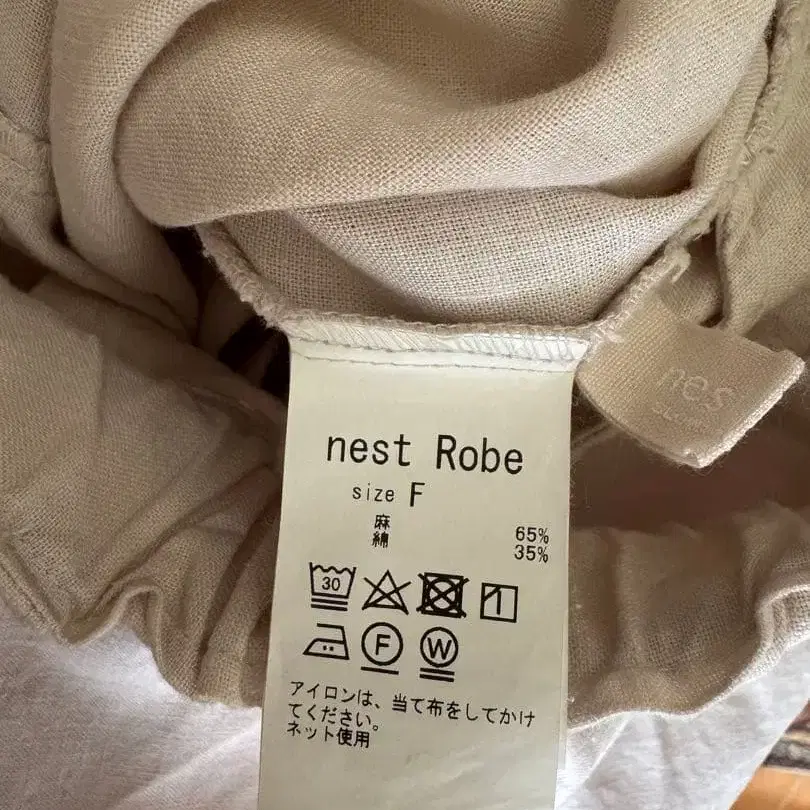 nest Robe
size F
麻 65%
綿 35%
30
F W
アイロンは、当て布をしてかけ
てください。
ネット使用
nes